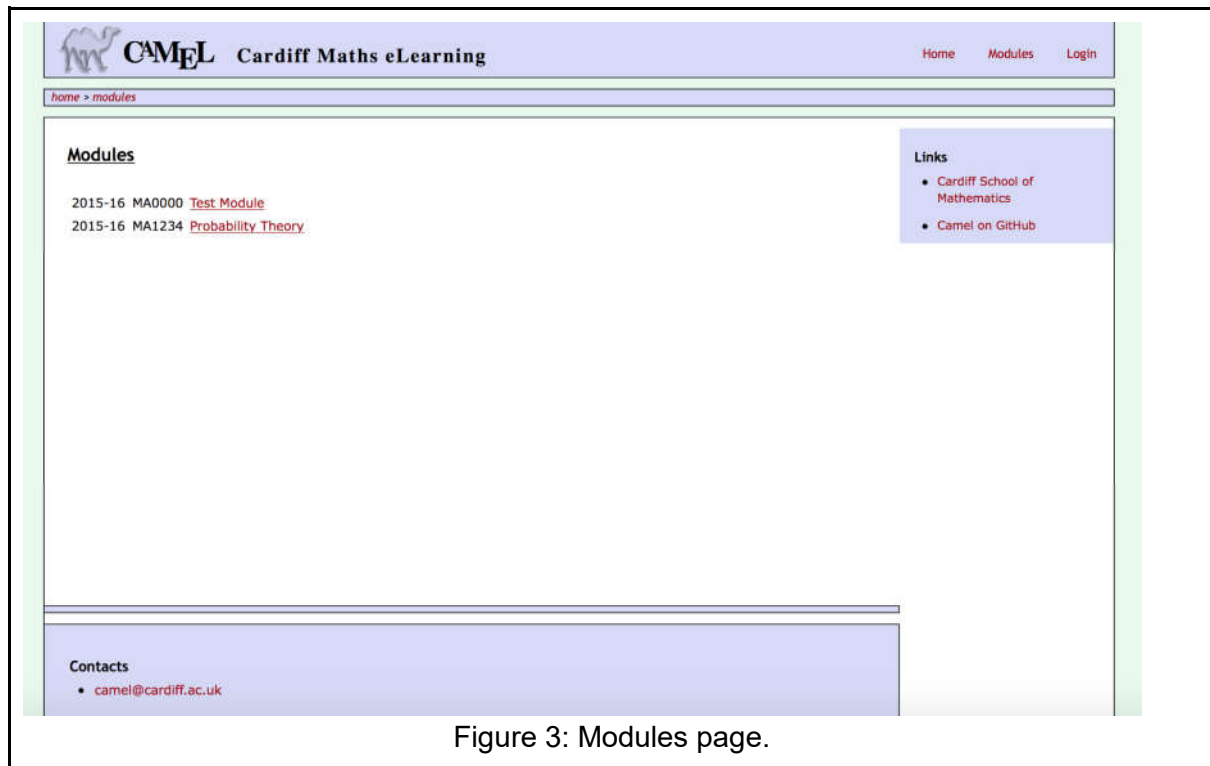 CAMEL Cardiff Maths eLearning
Home Modules Login
home > modules
Modules
2015-16 MA0000 Test Module
2015-16 MA1234 Probability Theory
Links
• Cardiff School of
Mathematics
• Camel on GitHub
Contacts
• camel@cardiff.ac.uk
Figure 3: Modules page.